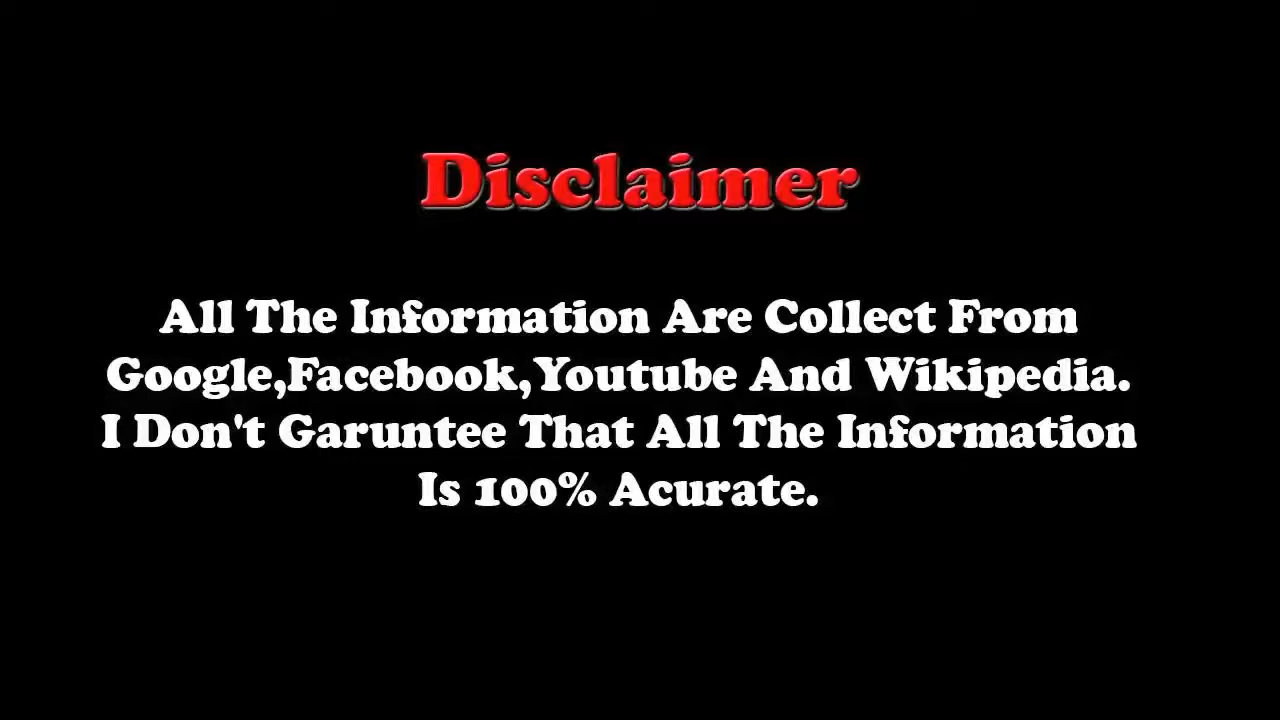 Disclaimer
All The Information Are Collect From
Google,Facebook,Youtube And Wikipedia.
I Don't Garuntee That All The Information
Is 100% Acurate.